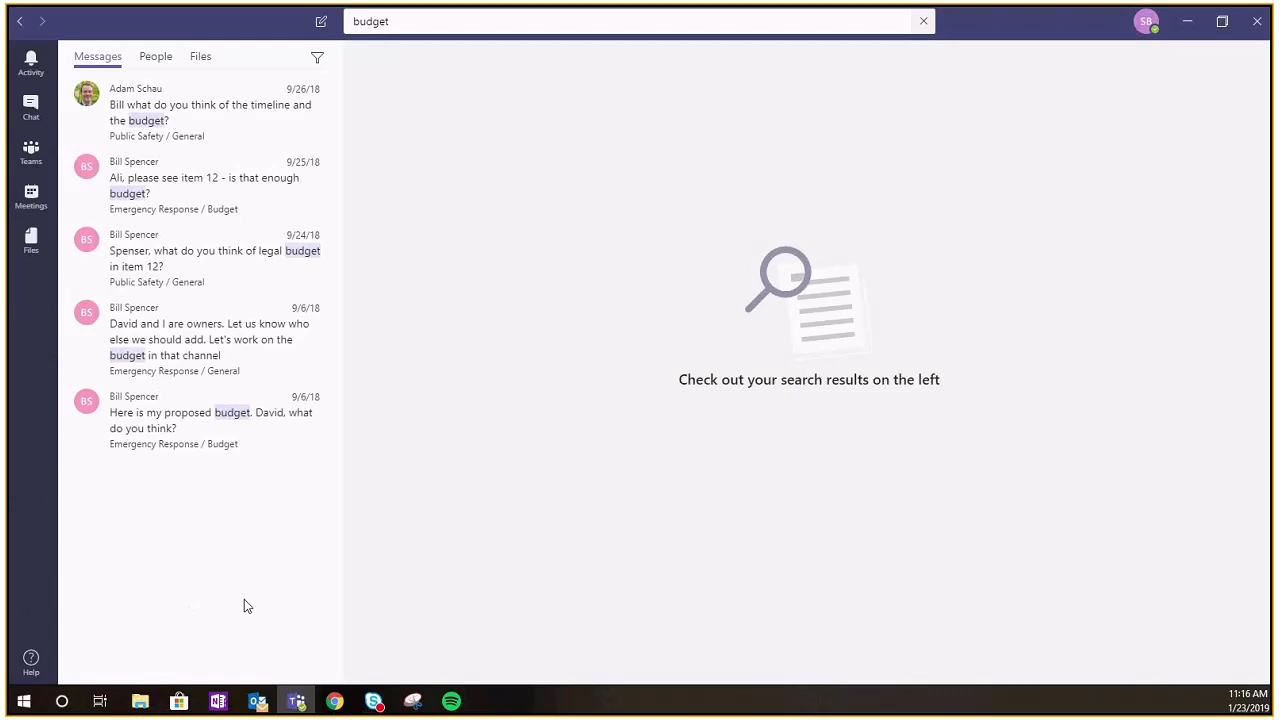 budget
SB
Activity
Chat
Teams
Meetings
Files
Help
Messages People Files
Adam Schau 9/26/18
Bill what do you think of the timeline and
the budget?
Public Safety / General
BS
Bill Spencer 9/25/18
Ali, please see item 12 - is that enough
budget?
Emergency Response / Budget
BS
Bill Spencer 9/24/18
Spenser, what do you think of legal budget
in item 12?
Public Safety / General
BS
Bill Spencer 9/6/18
David and I are owners. Let us know who
else we should add. Let's work on the
budget in that channel
Emergency Response / General
BS
Bill Spencer 9/6/18
Here is my proposed budget. David, what
do you think?
Emergency Response / Budget
Check out your search results on the left
11:16 AM
1/23/2019